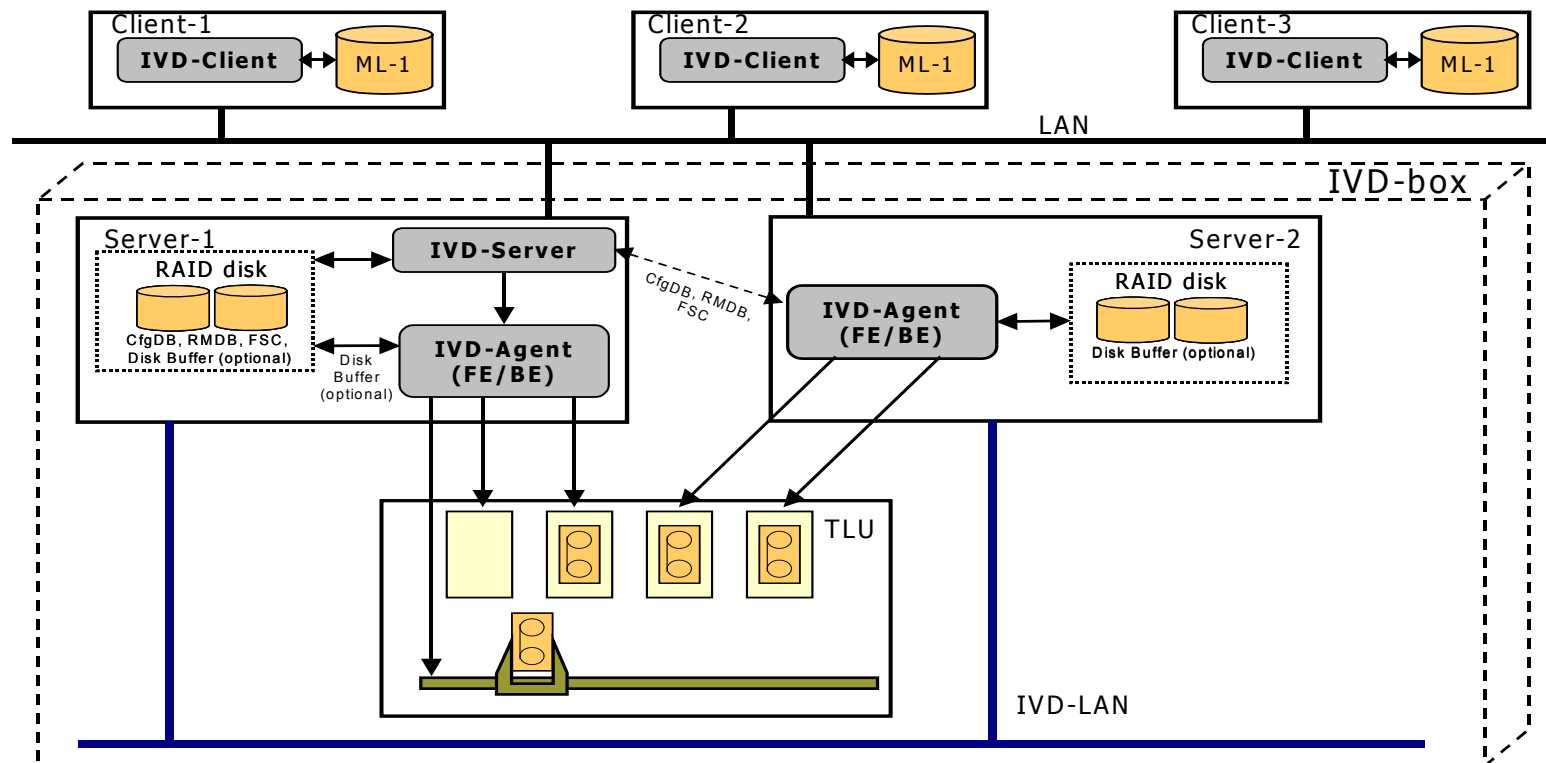 Client-1
IVD-Client
ML-1
Client-2
IVD-Client
ML-1
Client-3
IVD-Client
ML-1
LAN
IVD-box
Server-1
RAID disk
CfgDB, RMDB, FSC,
Disk Buffer (optional)
IVD-Server
Disk
Buffer
(optional)
IVD-Agent
(FE/BE)
CfgDB, RMDB,
FSC
Server-2
IVD-Agent
(FE/BE)
RAID disk
Disk Buffer (optional)
TLU
IVD-LAN